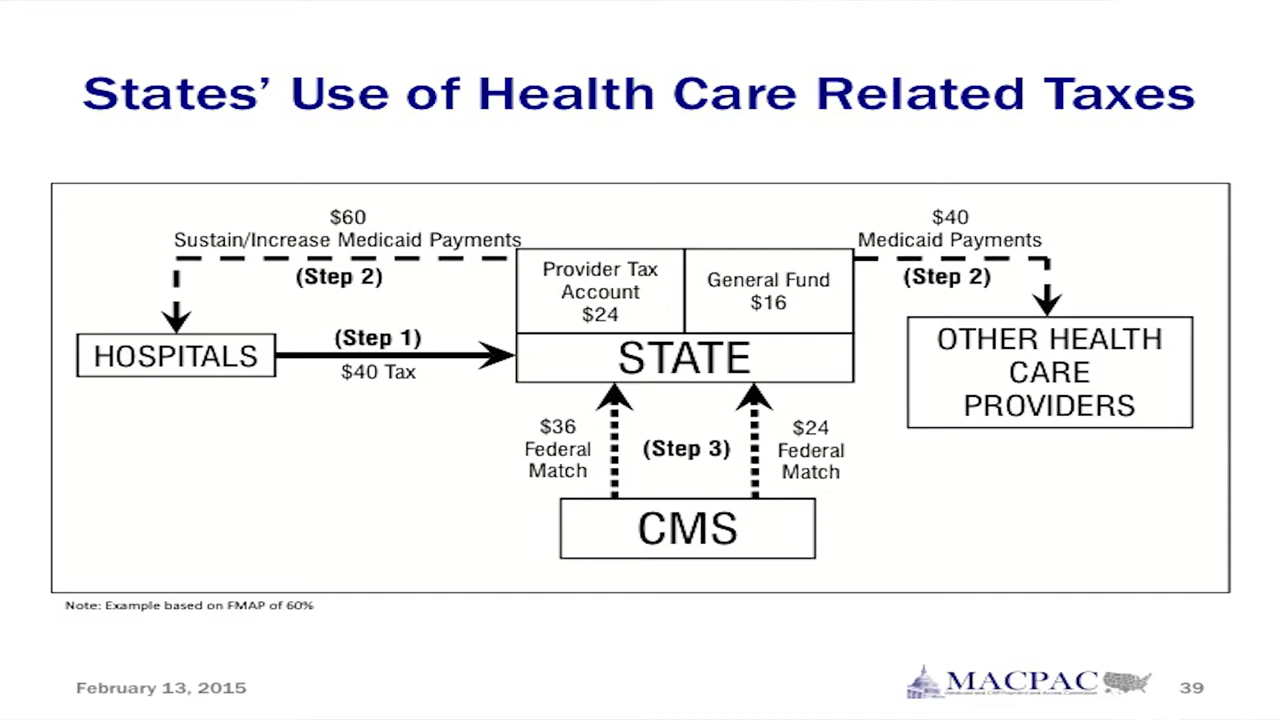 States’ Use of Health Care Related Taxes
$60
Sustain/Increase Medicaid Payments
(Step 2)
$40
Medicaid Payments
(Step 2)
Provider Tax
Account
$24
General Fund
$16
HOSPITALS
(Step 1)
$40 Tax
STATE
OTHER HEALTH
CARE
PROVIDERS
$36
Federal
Match
(Step 3)
$24
Federal
Match
CMS
Note: Example based on FMAP of 60%
February 13, 2015
MACPAC
39